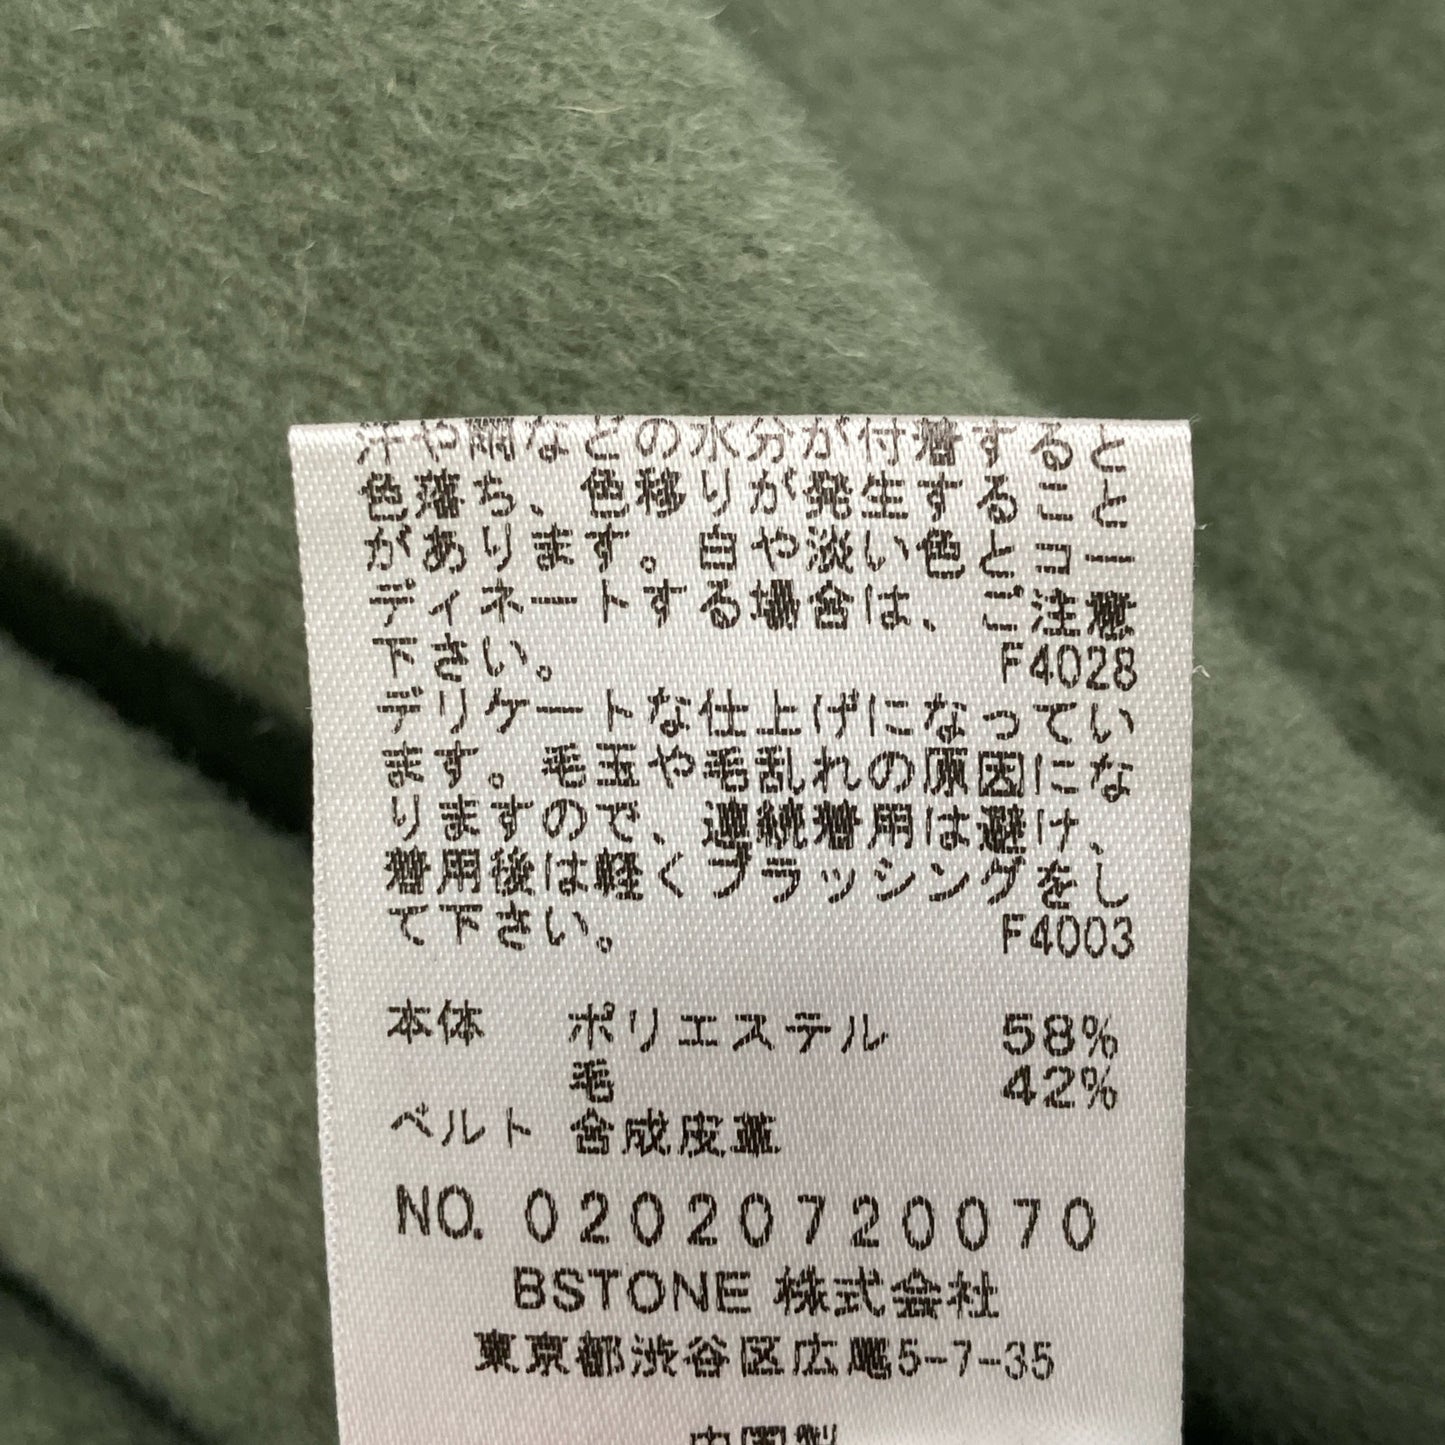 汗や雨などの水分が付着すると
色落ち、色移りが発生すること
があります。白や淡い色とコー
ディネートする場合は、ご注意
下さい。 F4028
デリケートな仕上げになってい
ます。毛玉や毛乱れの原因にな
りますので、連続着用は避け、
着用後は軽くブラッシングをし
て下さい。 F4003
本体 ポリエステル 58%
毛 42%
ベルト 合成皮革
NO. 02020720070
BSTONE 株式会社
東京都渋谷区広尾5-7-35
中国製